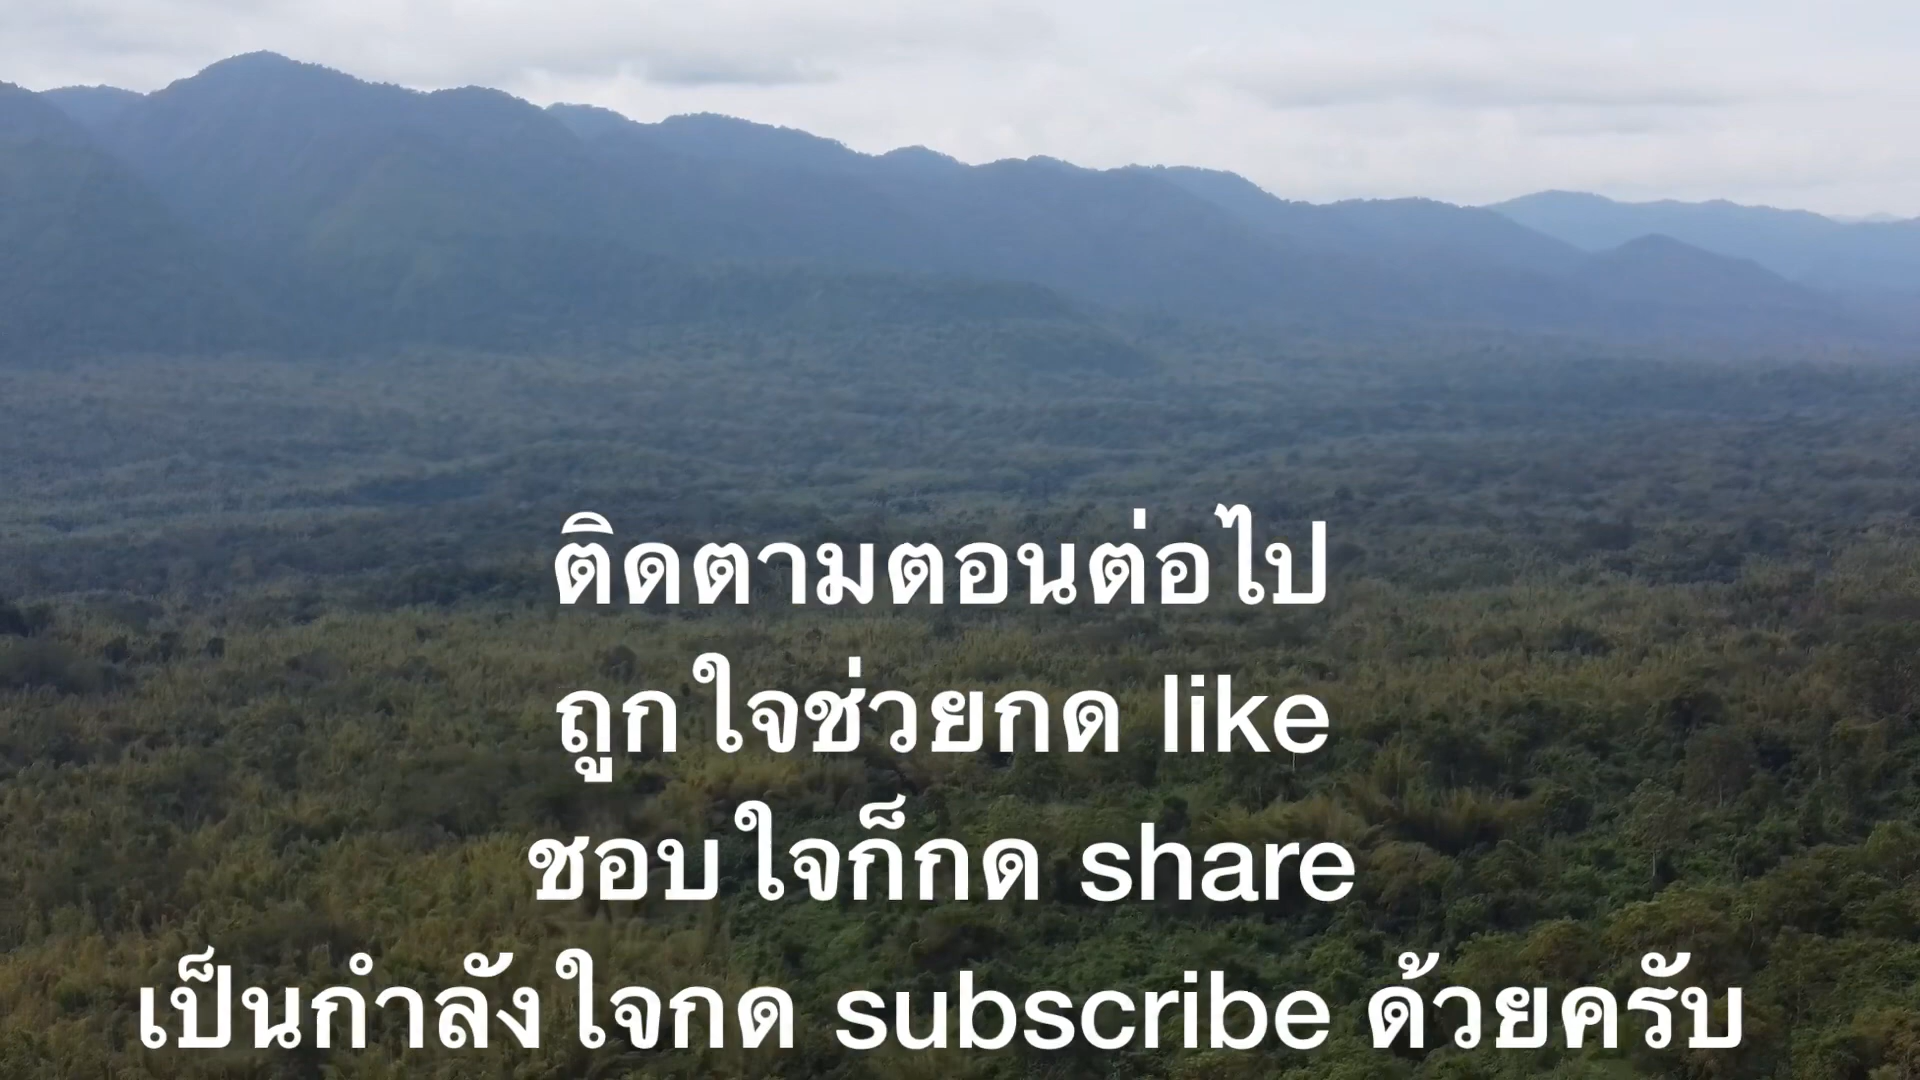 ติดตามตอนต่อไป
ถูกใจช่วยกด like
ชอบใจก็กด share
เป็นกำลังใจกด subscribe ด้วยครับ